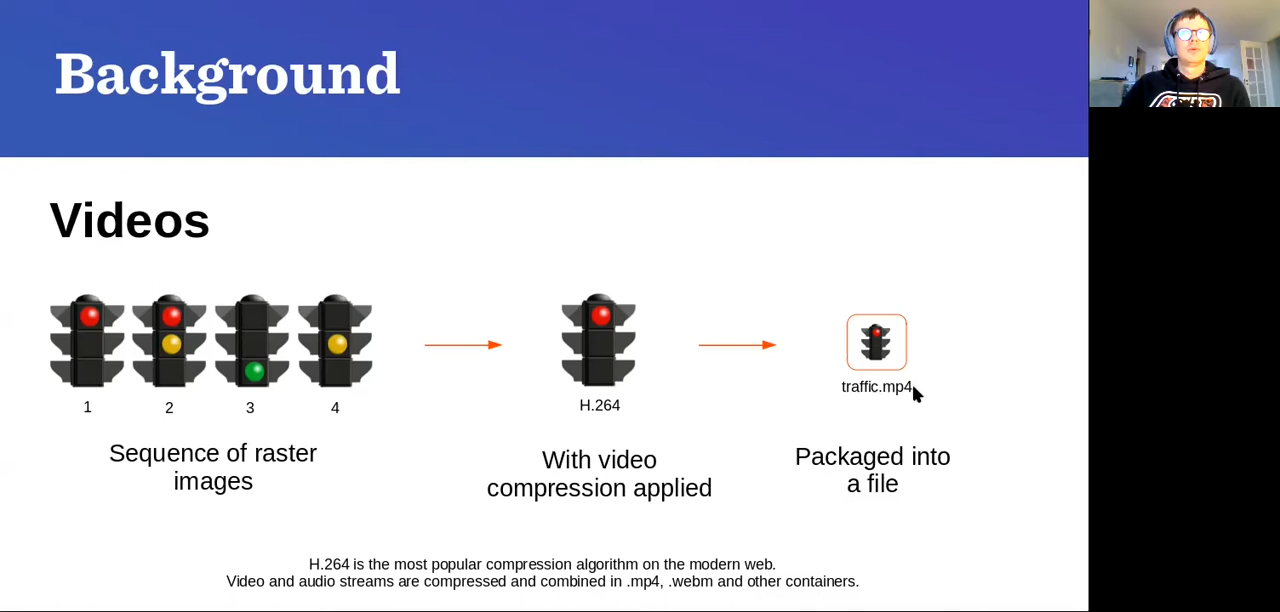 Background
Videos
1 2 3 4
H.264
traffic.mp4
Sequence of raster
images
With video
compression applied
Packaged into
a file
H.264 is the most popular compression algorithm on the modern web.
Video and audio streams are compressed and combined in .mp4, .webm and other containers.